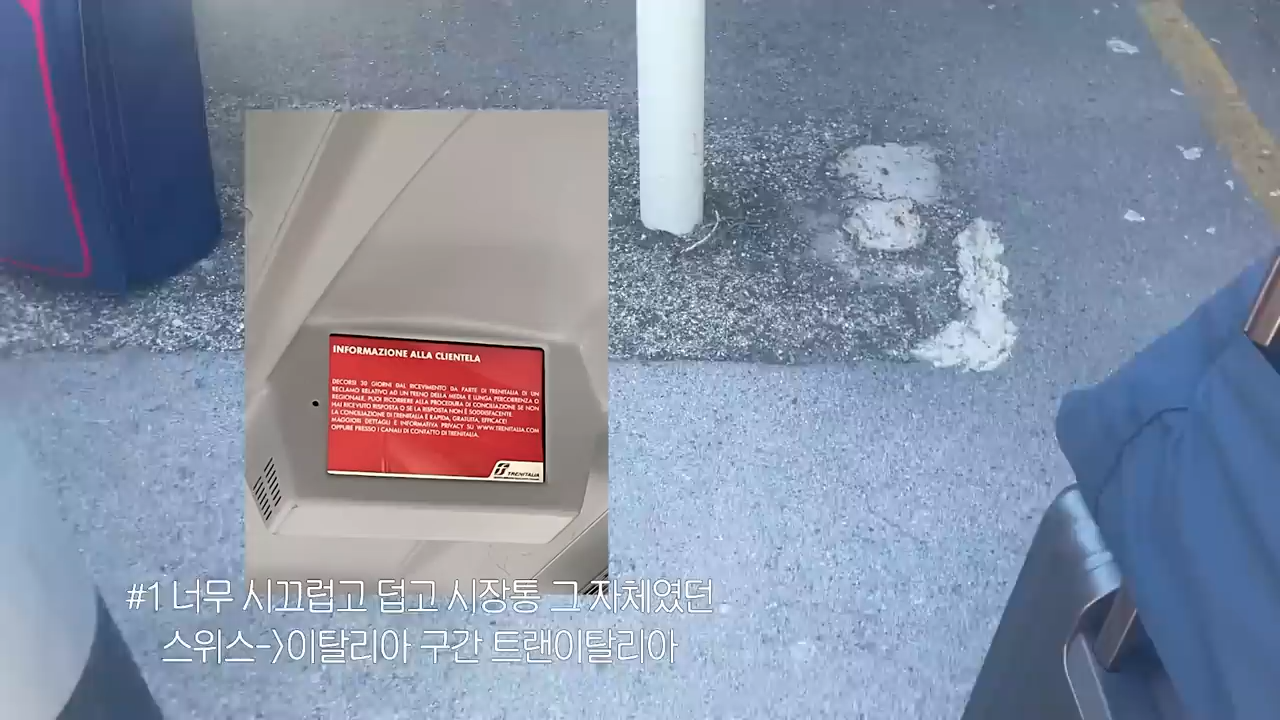 INFORMAZIONE ALLA CLIENTELA
DECORSI 30 GIORNI DAL RICEVIMENTO DA PARTE DI TRENITALIA DI UN
RECLAMO RELATIVO AD UN TRENO DELLA MEDIA E LUNGA PERCORRENZA O
REGIONALE, PUOI RICORRERE ALLA PROCEDURA DI CONCILIAZIONE SE NON
HAI RICEVUTO RISPOSTA O SE LA RISPOSTA NON È SODDISFACENTE.
LA CONCILIAZIONE DI TRENITALIA È RAPIDA, GRATUITA, EFFICACE!
MAGGIORI DETTAGLI E INFORMATIVA PRIVACY SU WWW.TRENITALIA.COM
OPPURE PRESSO I CANALI DI CONTATTO DI TRENITALIA.
TRENITALIA
#1 너무 시끄럽고 덥고 시장통 그 자체였던
스위스->이탈리아 구간 트랜이탈리아